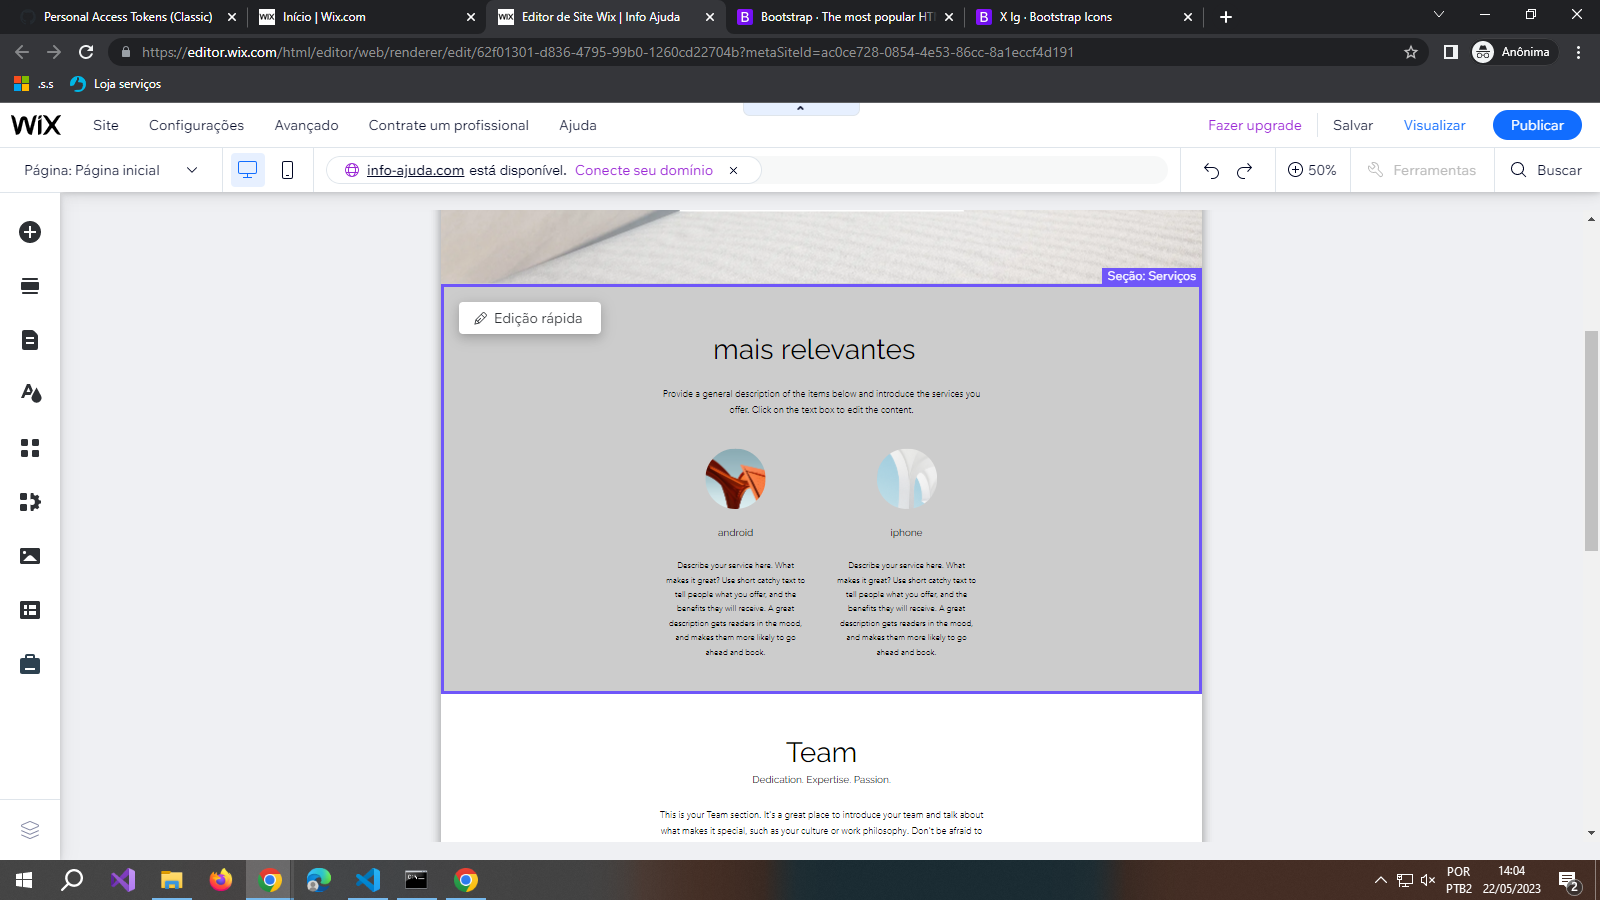 Personal Access Tokens (Classic)
Início | Wix.com
Editor de Site Wix | Info Ajuda
Bootstrap · The most popular HT
X lg · Bootstrap Icons
https://editor.wix.com/html/editor/web/renderer/edit/62f01301-d836-4795-99b0-1260cd22704b?metaSiteId=ac0ce728-0854-4e53-86cc-8a1eccf4d191
Anônima
.s.s
Loja serviços
WiX
Site
Configurações
Avançado
Contrate um profissional
Ajuda
Fazer upgrade
Salvar
Visualizar
Publicar
Página: Página inicial
info-ajuda.com está disponível. Conecte seu domínio
50%
Ferramentas
Buscar
Seção: Serviços
Edição rápida
mais relevantes
Provide a general description of the items below and introduce the services you
offer. Click on the text box to edit the content.
android
Describe your service here. What
makes it great? Use short catchy text to
tell people what you offer, and the
benefits they will receive. A great
description gets readers in the mood,
and makes them more likely to go
ahead and book.
iphone
Describe your service here. What
makes it great? Use short catchy text to
tell people what you offer, and the
benefits they will receive. A great
description gets readers in the mood,
and makes them more likely to go
ahead and book.
Team
Dedication. Expertise. Passion.
This is your Team section. It's a great place to introduce your team and talk about
what makes it special, such as your culture or work philosophy. Don't be afraid to
POR
PTB2
14:04
22/05/2023
2